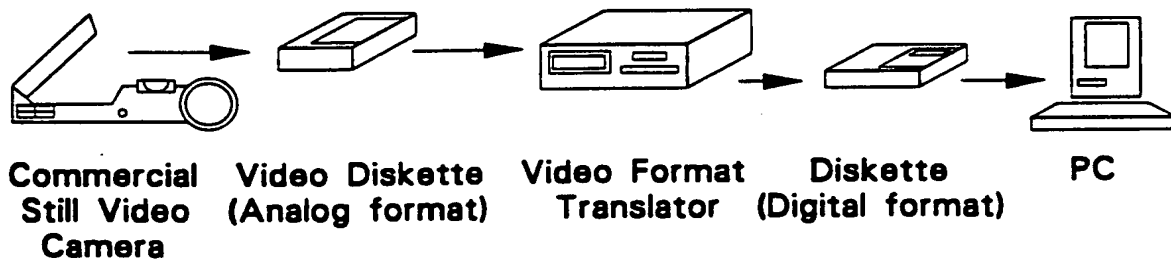 Commercial
Still Video
Camera
Video Diskette
(Analog format)
Video Format
Translator
Diskette
(Digital format)
PC